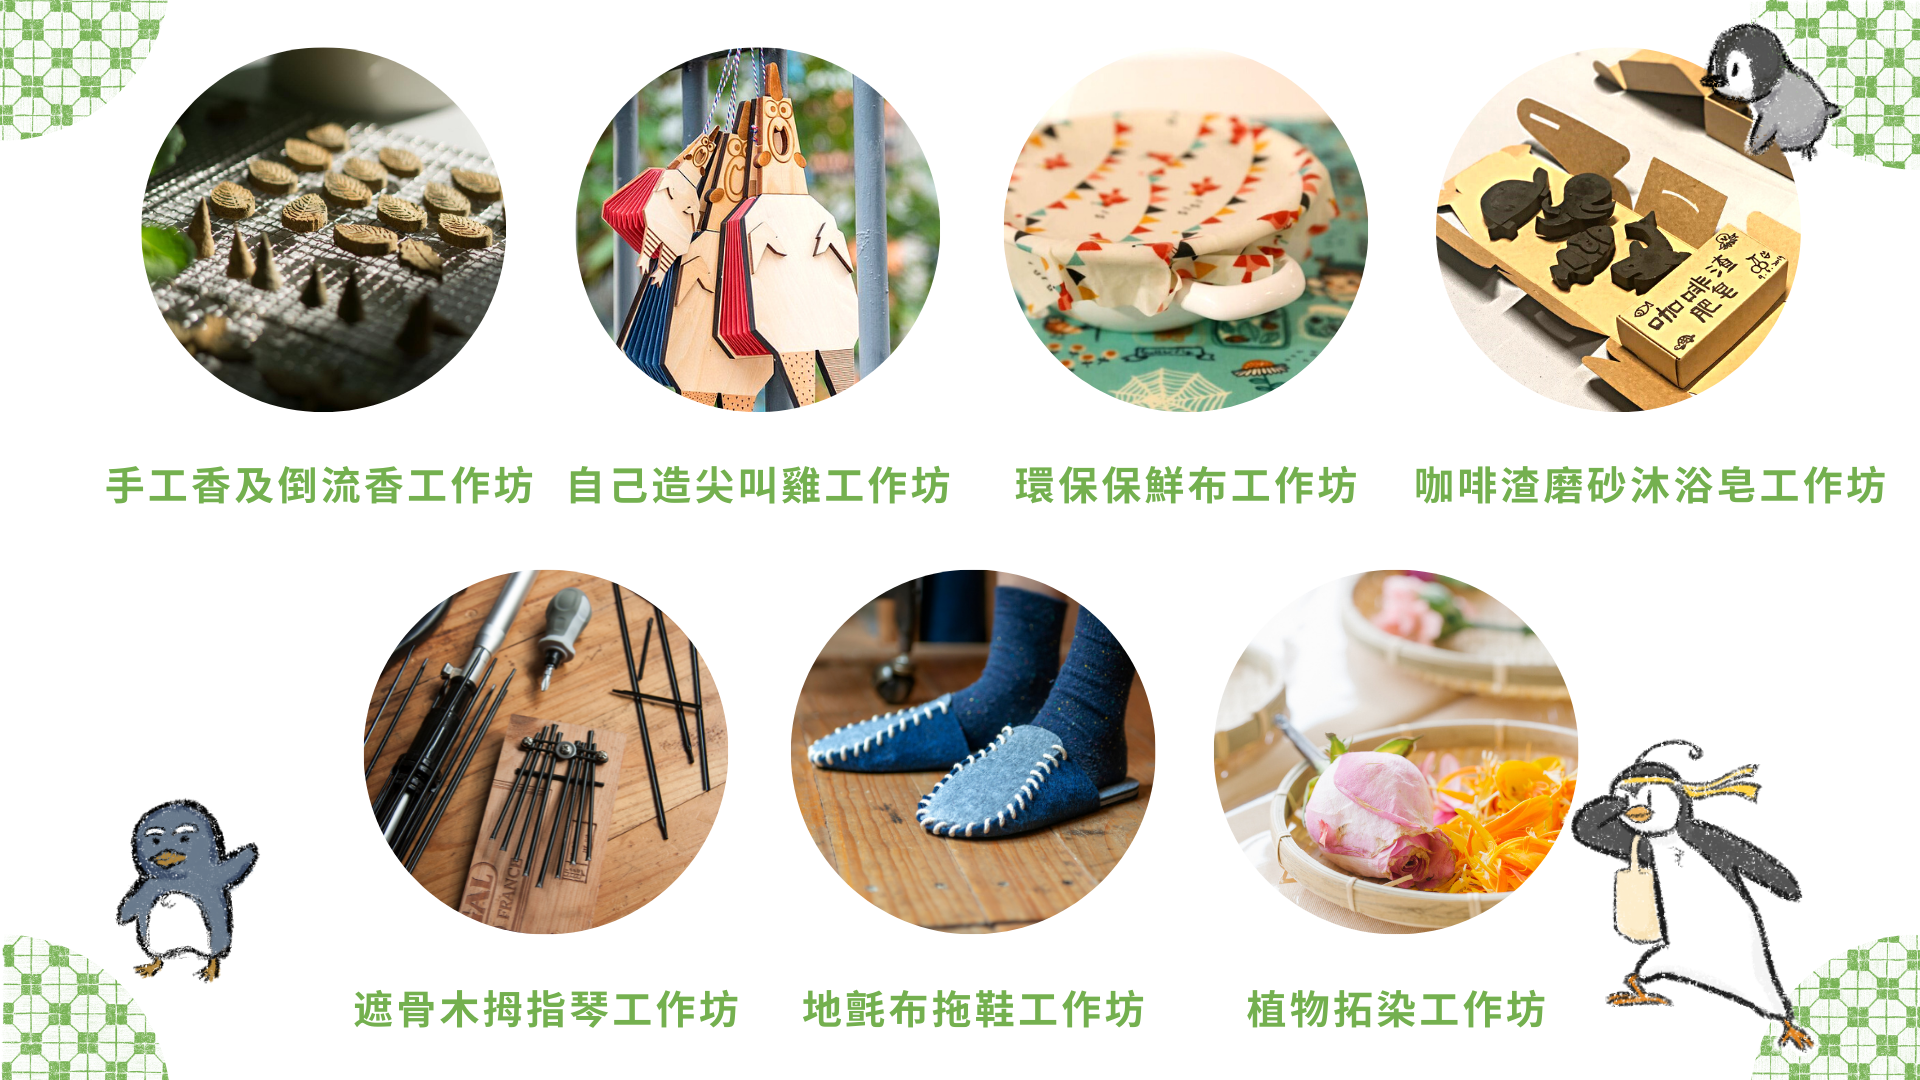 手工香及倒流香工作坊
自己造尖叫雞工作坊
環保保鮮布工作坊
咖啡渣磨砂沐浴皂工作坊
咖啡渣
肥皂
遮骨木拇指琴工作坊
地氈布拖鞋工作坊
植物拓染工作坊
FRANCE